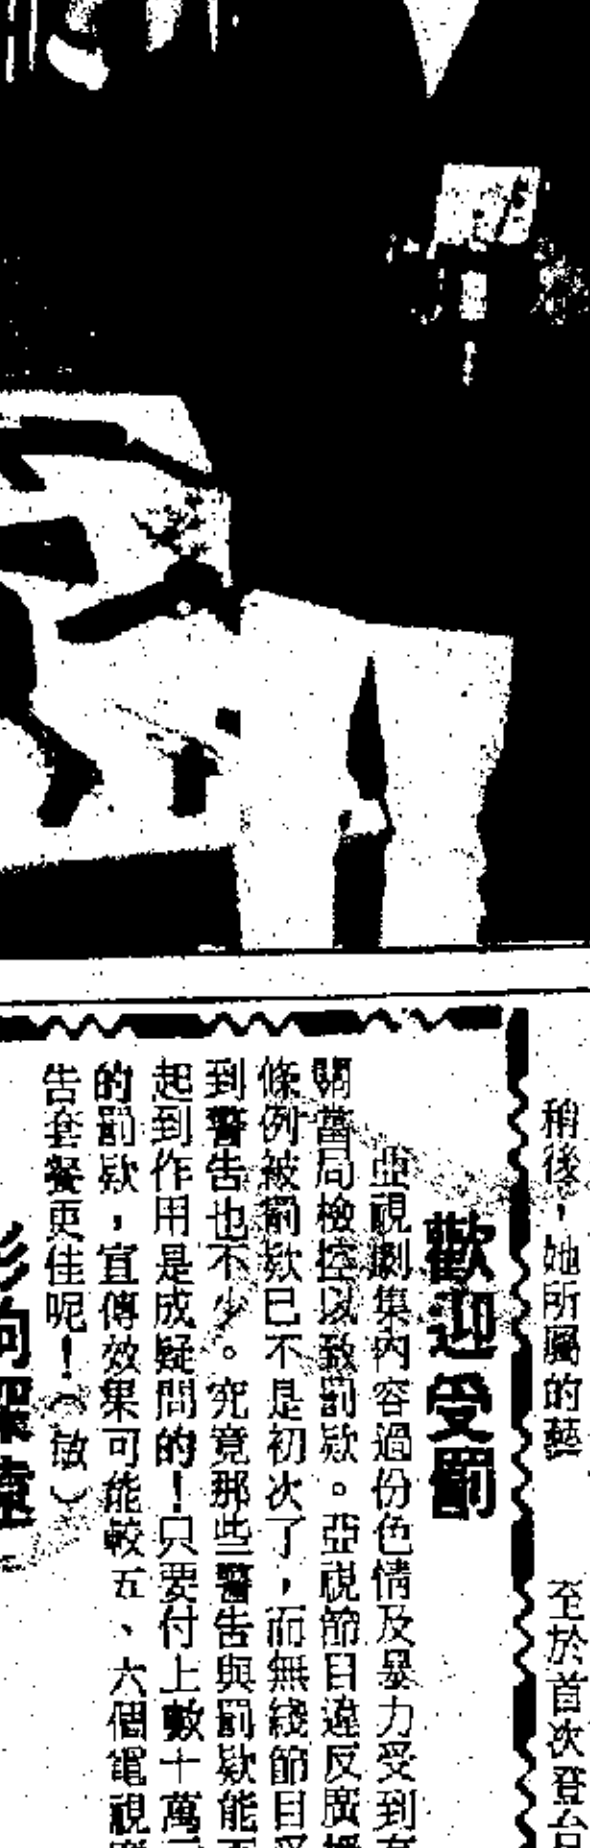 稍後，她所屬的藝
至於首次登台
歡迎受罰
亞視劇集內容過份色情及暴力受到有
關當局檢控以致罰欵。亞視節目違反廣播
條例被罰欵已不是初次了，而無綫節目受
到警告也不少。究竟那些警告與罰欵能否
起到作用是成疑問的！只要付上數十萬元
的罰欵，宣傳效果可能較五、六個電視廣
告套餐更佳呢！（敏）